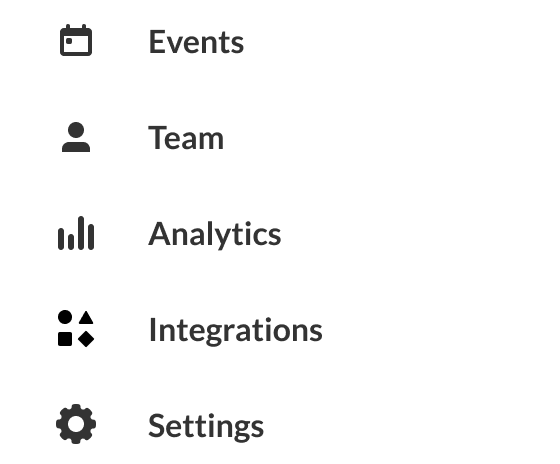 Events
Team
Analytics
Integrations
Settings